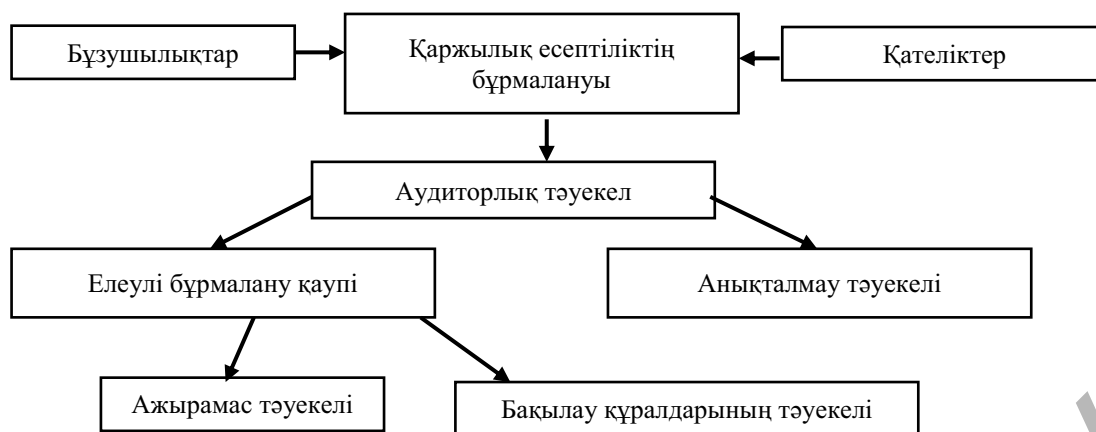 Бұзушылықтар
Қаржылық есептіліктің
бұрмалануы
Қателіктер
Аудиторлық тәуекел
Елеулі бұрмалану қаупі
Анықталмау тәуекелі
Ажырамас тәуекелі
Бақылау құралдарының тәуекелі